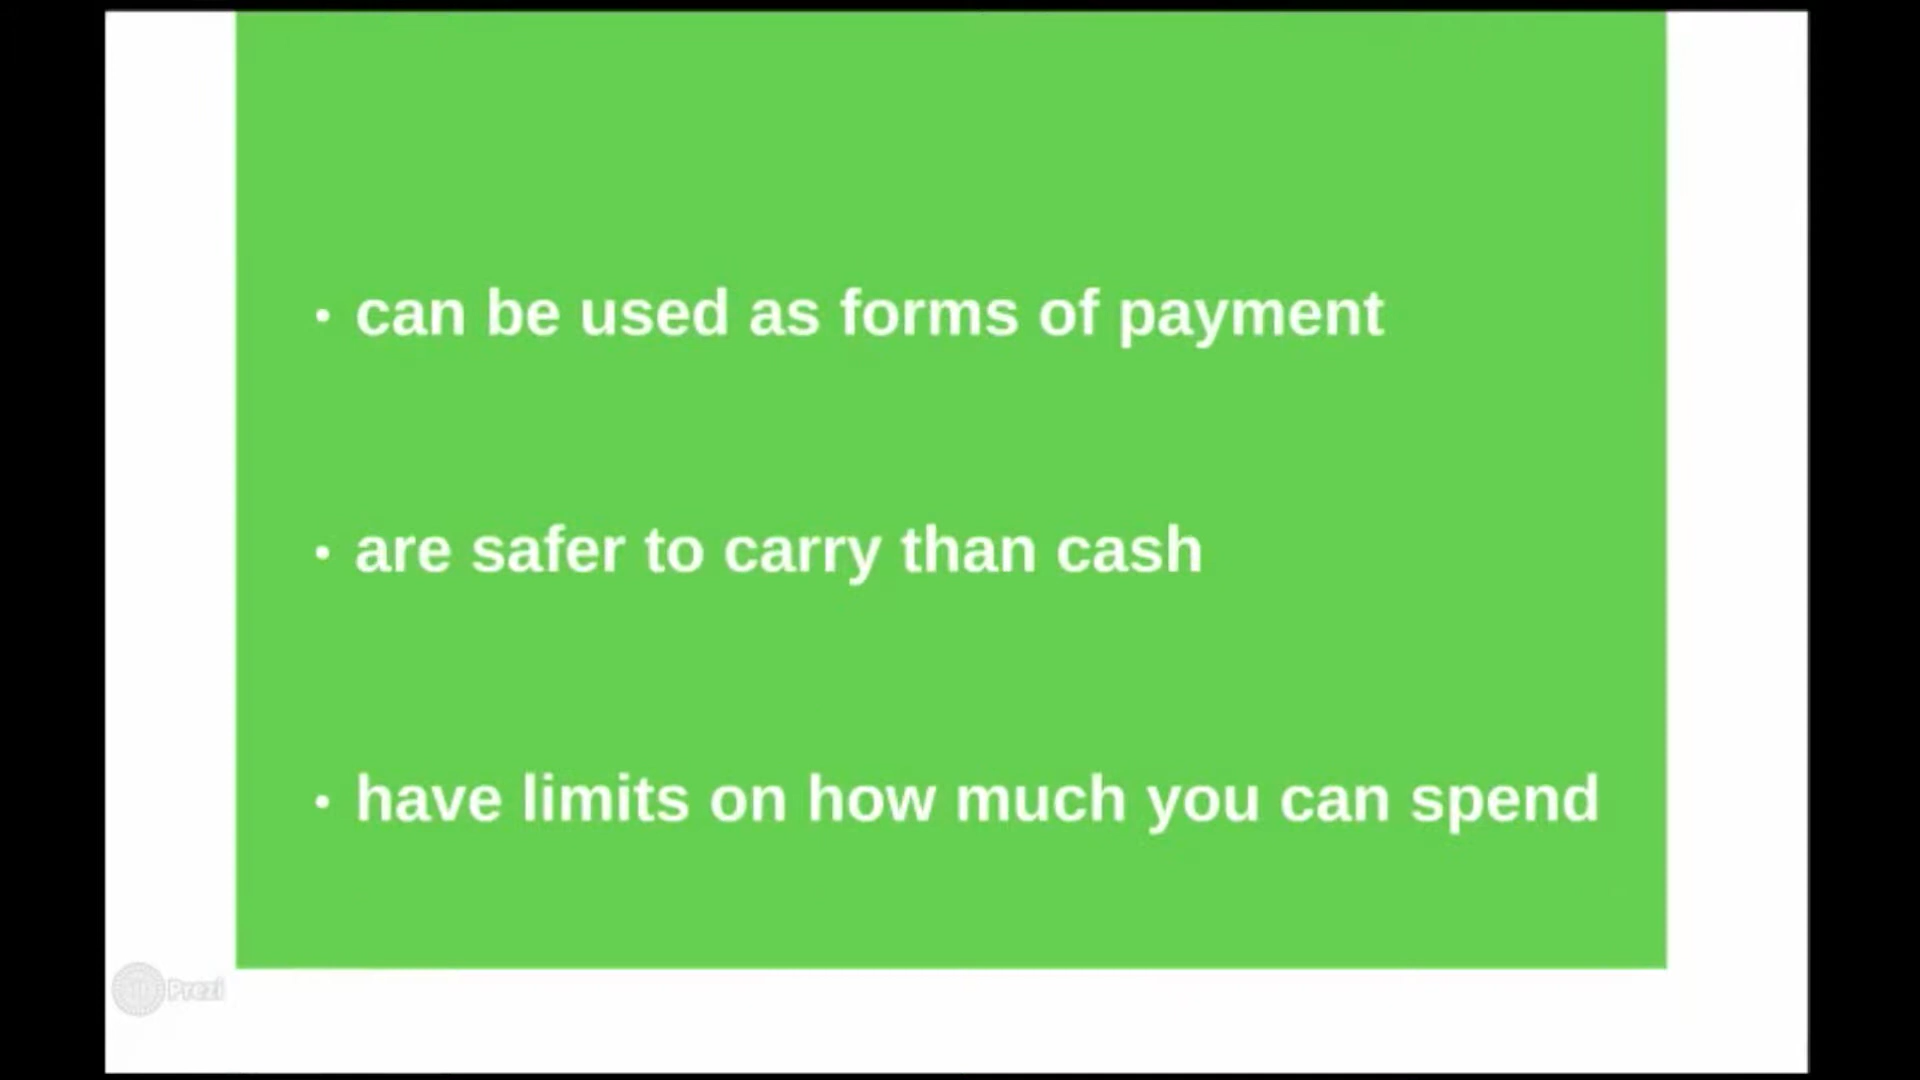 • can be used as forms of payment
• are safer to carry than cash
• have limits on how much you can spend
Prezi